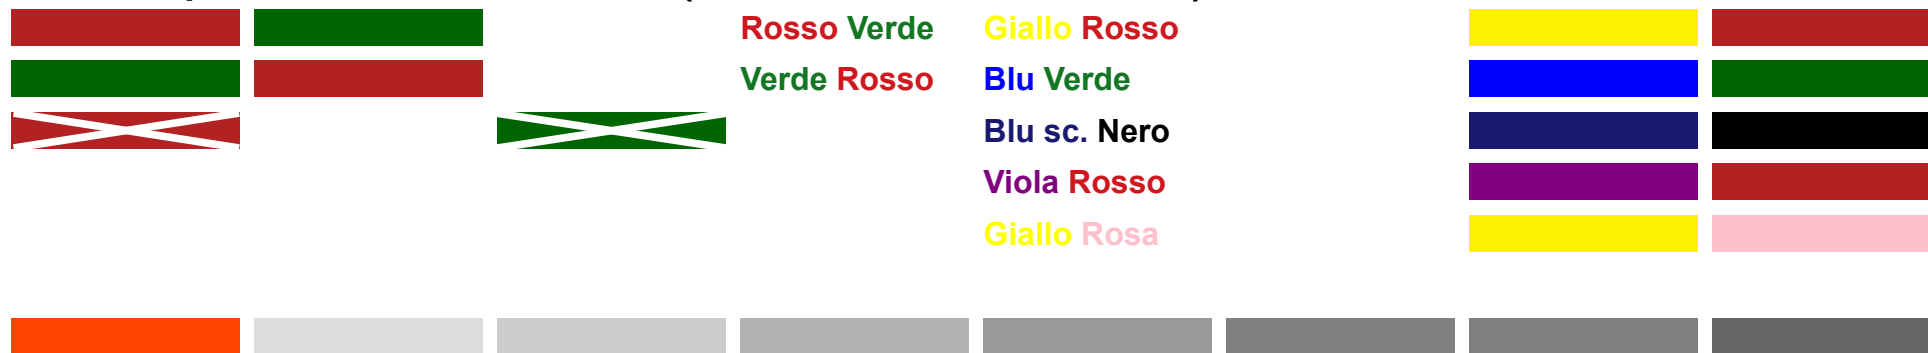 Rosso Verde
Giallo Rosso
Verde Rosso
Blu Verde
Blu sc. Nero
Viola Rosso
Giallo Rosa